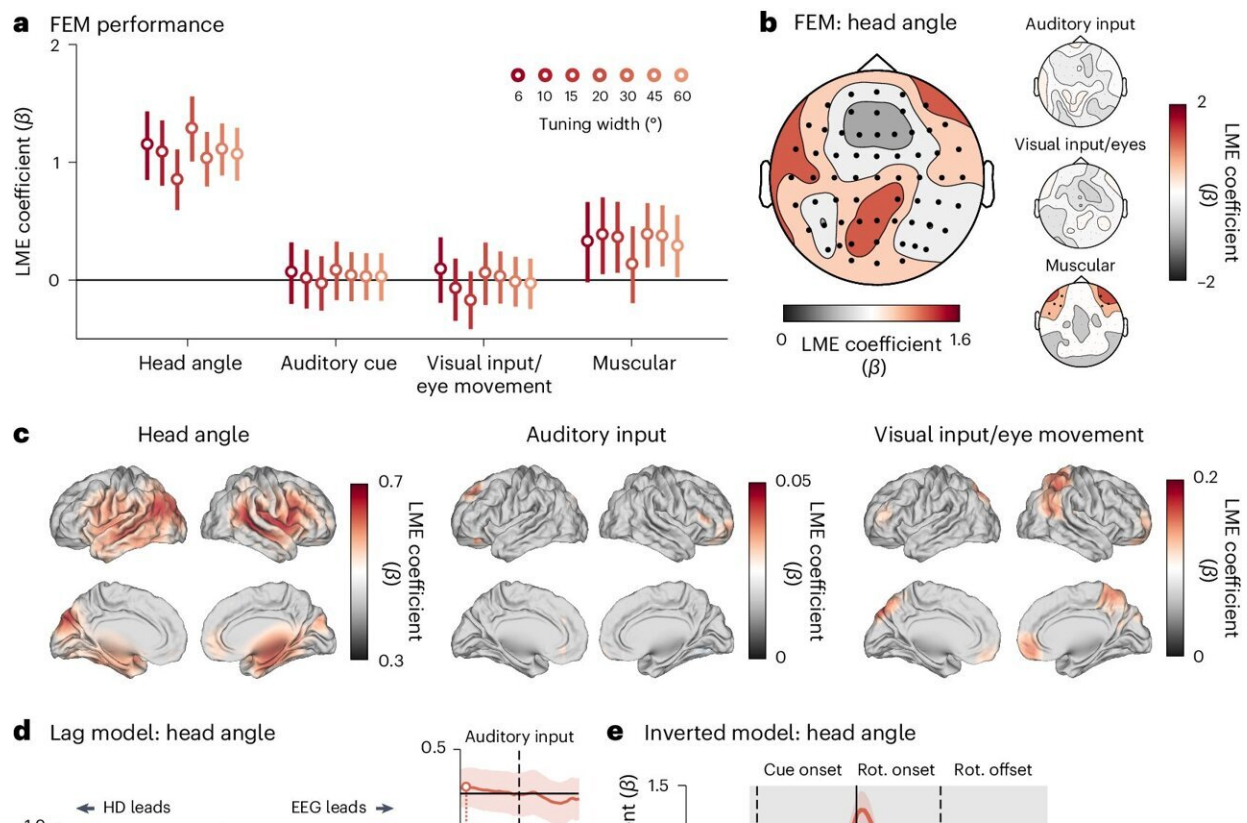 a FEM performance
2
1
0
LME coefficient (β)
6 10 15 20 30 45 60
Tuning width (°)
Head angle
Auditory cue
Visual input/
eye movement
Muscular
b FEM: head angle
0 LME coefficient 1.6
(β)
Auditory input
Visual input/eyes
Muscular
2
LME coefficient
(β)
–2
c
Head angle
0.7
LME coefficient
(β)
0.3
Auditory input
0.05
LME coefficient
(β)
0
Visual input/eye movement
0.2
LME coefficient
(β)
0
d Lag model: head angle
HD leads
EEG leads
Auditory input
0.5
e Inverted model: head angle
Cue onset
Rot. onset
Rot. offset
1.5
(β)